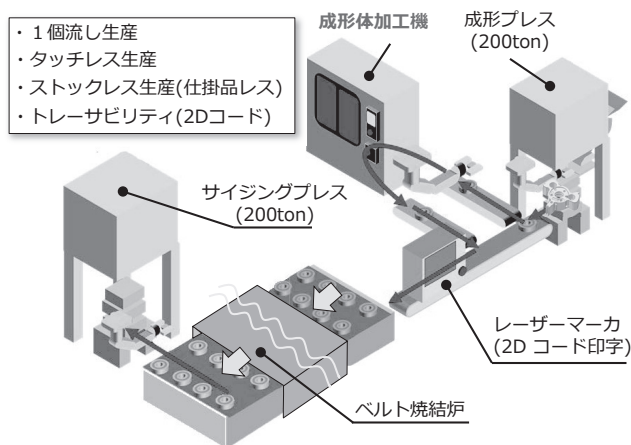 ・１個流し生産
・タッチレス生産
・ストックレス生産(仕掛品レス)
・トレーサビリティ(2Dコード)
成形体加工機
成形プレス
(200ton)
サイジングプレス
(200ton)
レーザーマーカ
(2D コード印字)
ベルト焼結炉